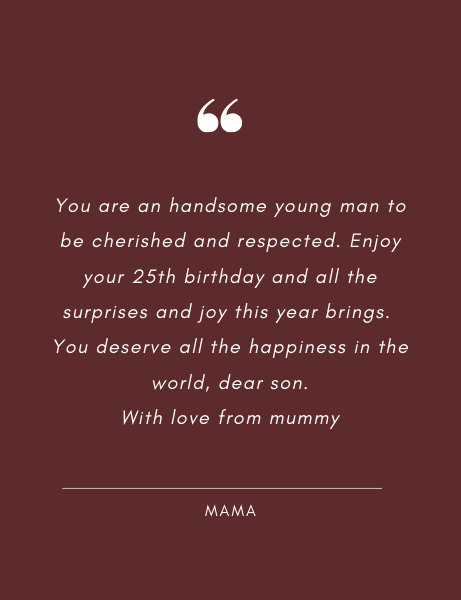 “
You are an handsome young man to
be cherished and respected. Enjoy
your 25th birthday and all the
surprises and joy this year brings.
You deserve all the happiness in the
world, dear son.
With love from mummy
MAMA